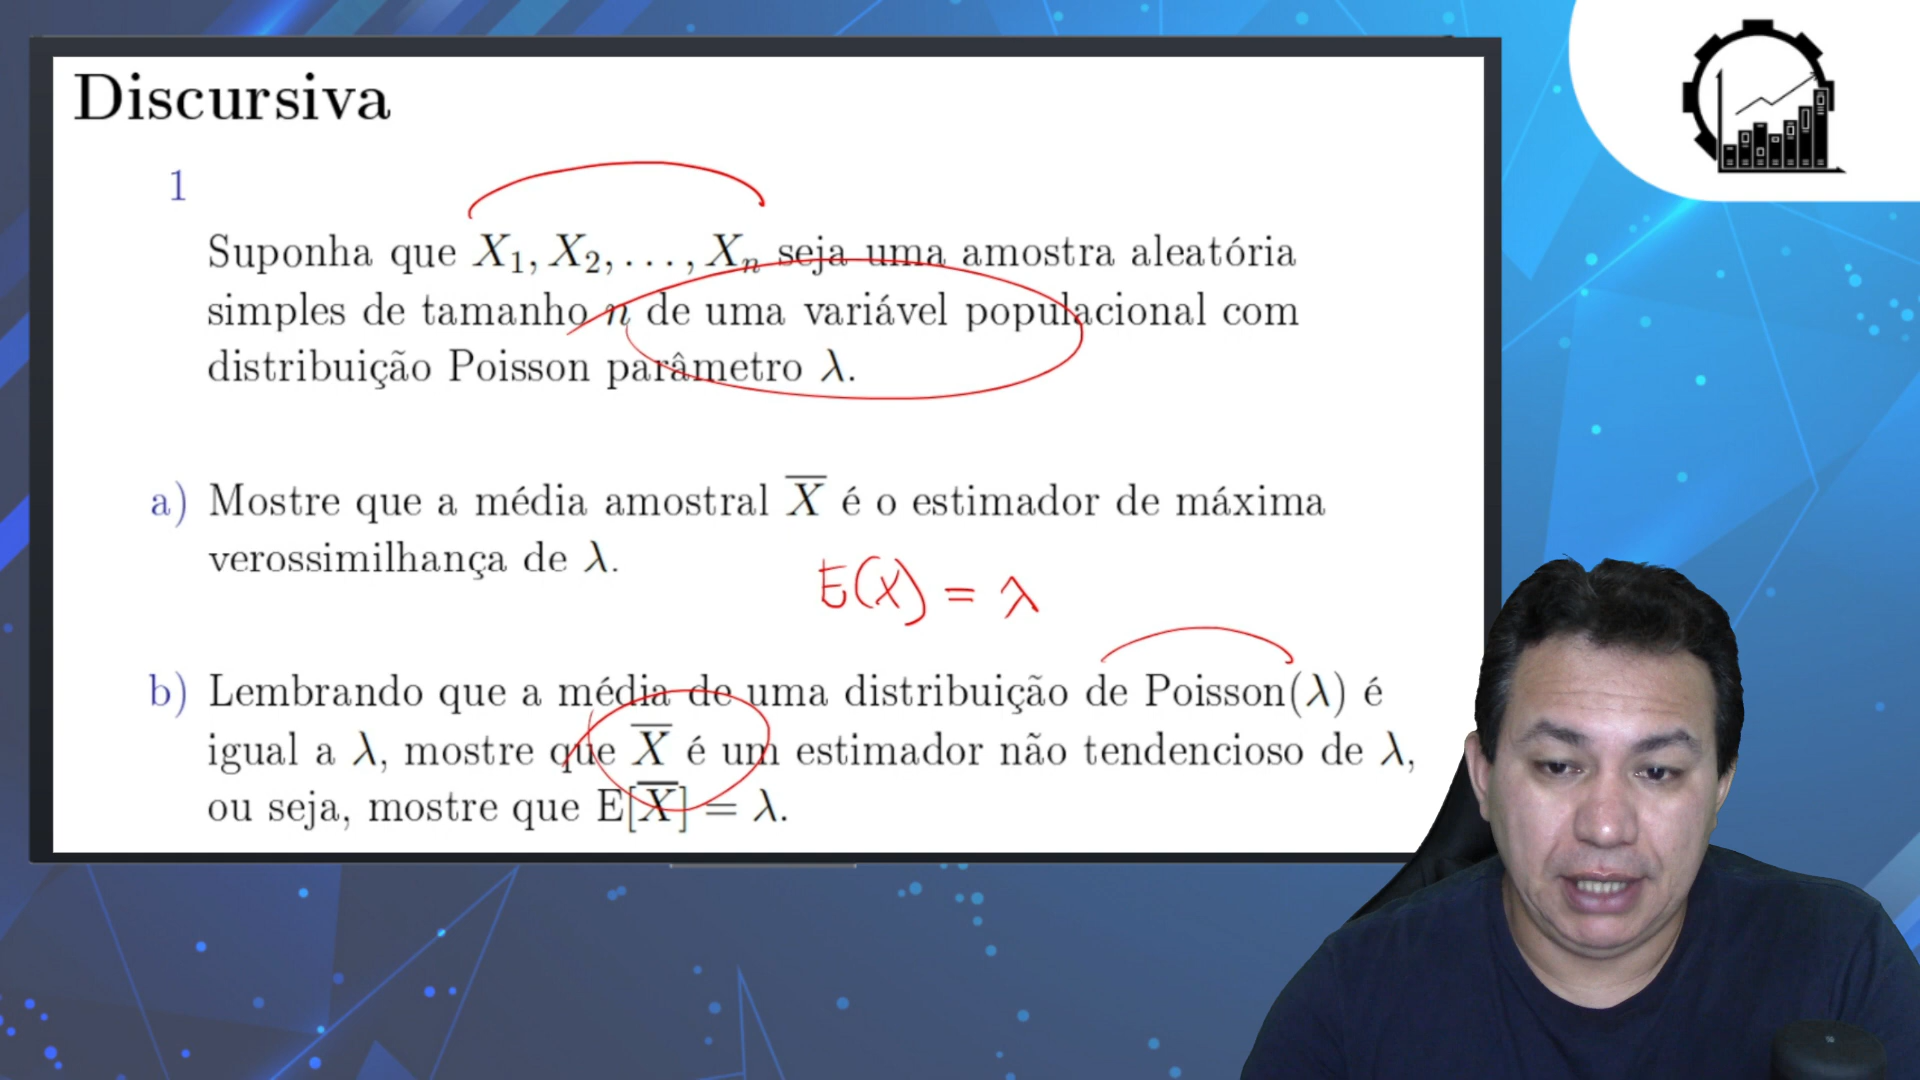 Discursiva
1
Suponha que X₁, X₂, . . . , Xₙ seja uma amostra aleatória
simples de tamanho n de uma variável populacional com
distribuição Poisson parâmetro λ.
a) Mostre que a média amostral X̅ é o estimador de máxima
verossimilhança de λ.
E(X) = λ
b) Lembrando que a média de uma distribuição de Poisson(λ) é
igual a λ, mostre que X̅ é um estimador não tendencioso de λ,
ou seja, mostre que E[X̅] = λ.